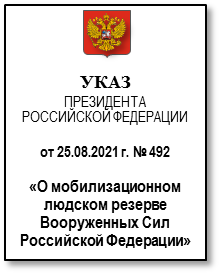 УКАЗ
ПРЕЗИДЕНТА
РОССИЙСКОЙ ФЕДЕРАЦИИ
от 25.08.2021 г. № 492
«О мобилизационном
людском резерве
Вооруженных Сил
Российской Федерации»